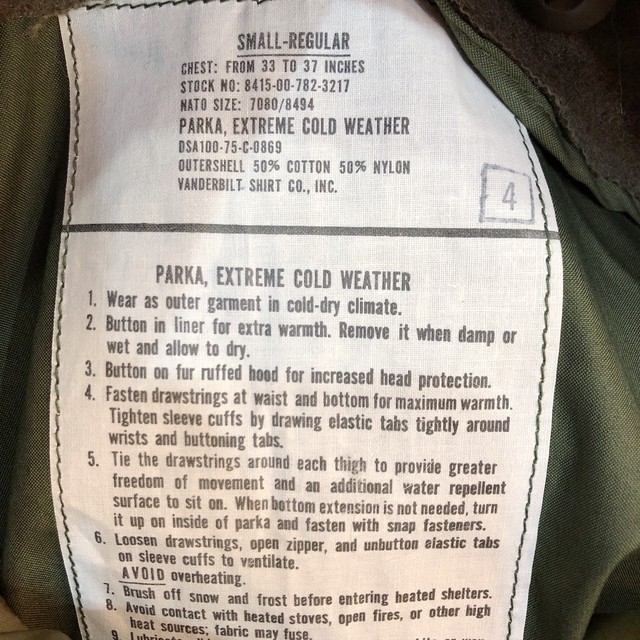 SMALL-REGULAR
CHEST: FROM 33 TO 37 INCHES
STOCK NO: 8415-00-782-3217
NATO SIZE: 7080/8494
PARKA, EXTREME COLD WEATHER
DSA100-75-C-0869
OUTERSHELL 50% COTTON 50% NYLON
VANDERBILT SHIRT CO., INC.
4
PARKA, EXTREME COLD WEATHER
1. Wear as outer garment in cold-dry climate.
2. Button in liner for extra warmth. Remove it when damp or
wet and allow to dry.
3. Button on fur ruffed hood for increased head protection.
4. Fasten drawstrings at waist and bottom for maximum warmth.
Tighten sleeve cuffs by drawing elastic tabs tightly around
wrists and buttoning tabs.
5. Tie the drawstrings around each thigh to provide greater
freedom of movement and an additional water repellent
surface to sit on. When bottom extension is not needed, turn
it up on inside of parka and fasten with snap fasteners.
6. Loosen drawstrings, open zipper, and unbutton elastic tabs
on sleeve cuffs to ventilate.
AVOID overheating.
7. Brush off snow and frost before entering heated shelters.
8. Avoid contact with heated stoves, open fires, or other high
heat sources; fabric may fuse.
9.